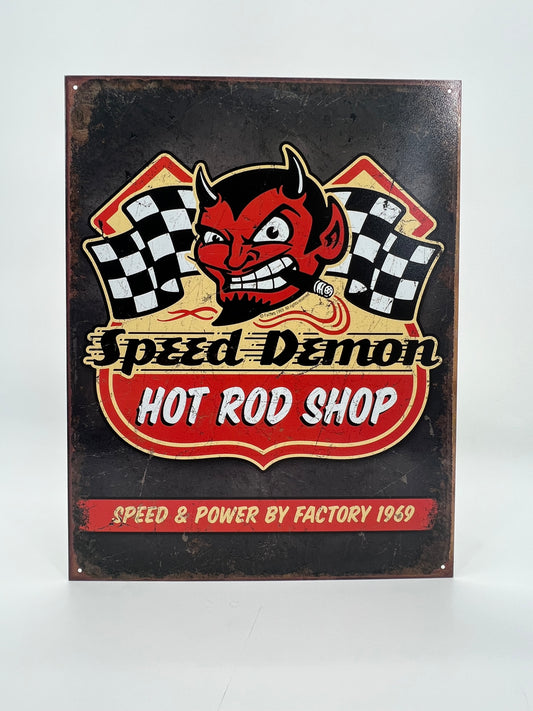 Speed Demon
HOT ROD SHOP
SPEED & POWER BY FACTORY 1969